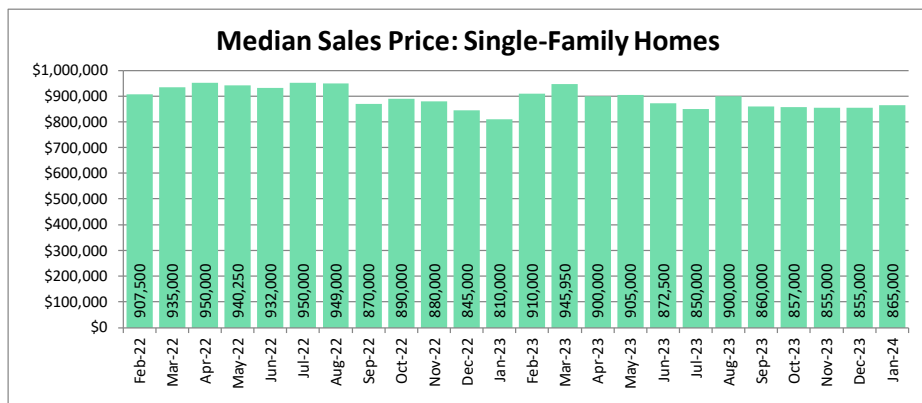 Median Sales Price: Single-Family Homes
$1,000,000
$900,000
$800,000
$700,000
$600,000
$500,000
$400,000
$300,000
$200,000
$100,000
$0
907,500
935,000
950,000
940,250
932,000
950,000
949,000
870,000
890,000
880,000
845,000
810,000
910,000
945,950
900,000
905,000
872,500
850,000
900,000
860,000
857,000
855,000
855,000
865,000
Feb-22
Mar-22
Apr-22
May-22
Jun-22
Jul-22
Aug-22
Sep-22
Oct-22
Nov-22
Dec-22
Jan-23
Feb-23
Mar-23
Apr-23
May-23
Jun-23
Jul-23
Aug-23
Sep-23
Oct-23
Nov-23
Dec-23
Jan-24